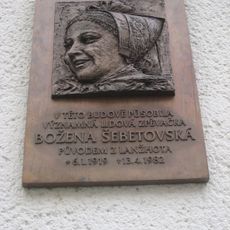 V TÉTO BUDOVĚ PŮSOBILA
VÝZNAMNÁ LIDOVÁ ZPĚVAČKA
BOŽENA ŠEBETOVSKÁ
PŮVODEM Z LANŽHOTA
*6.1.1919 +13.4.1982